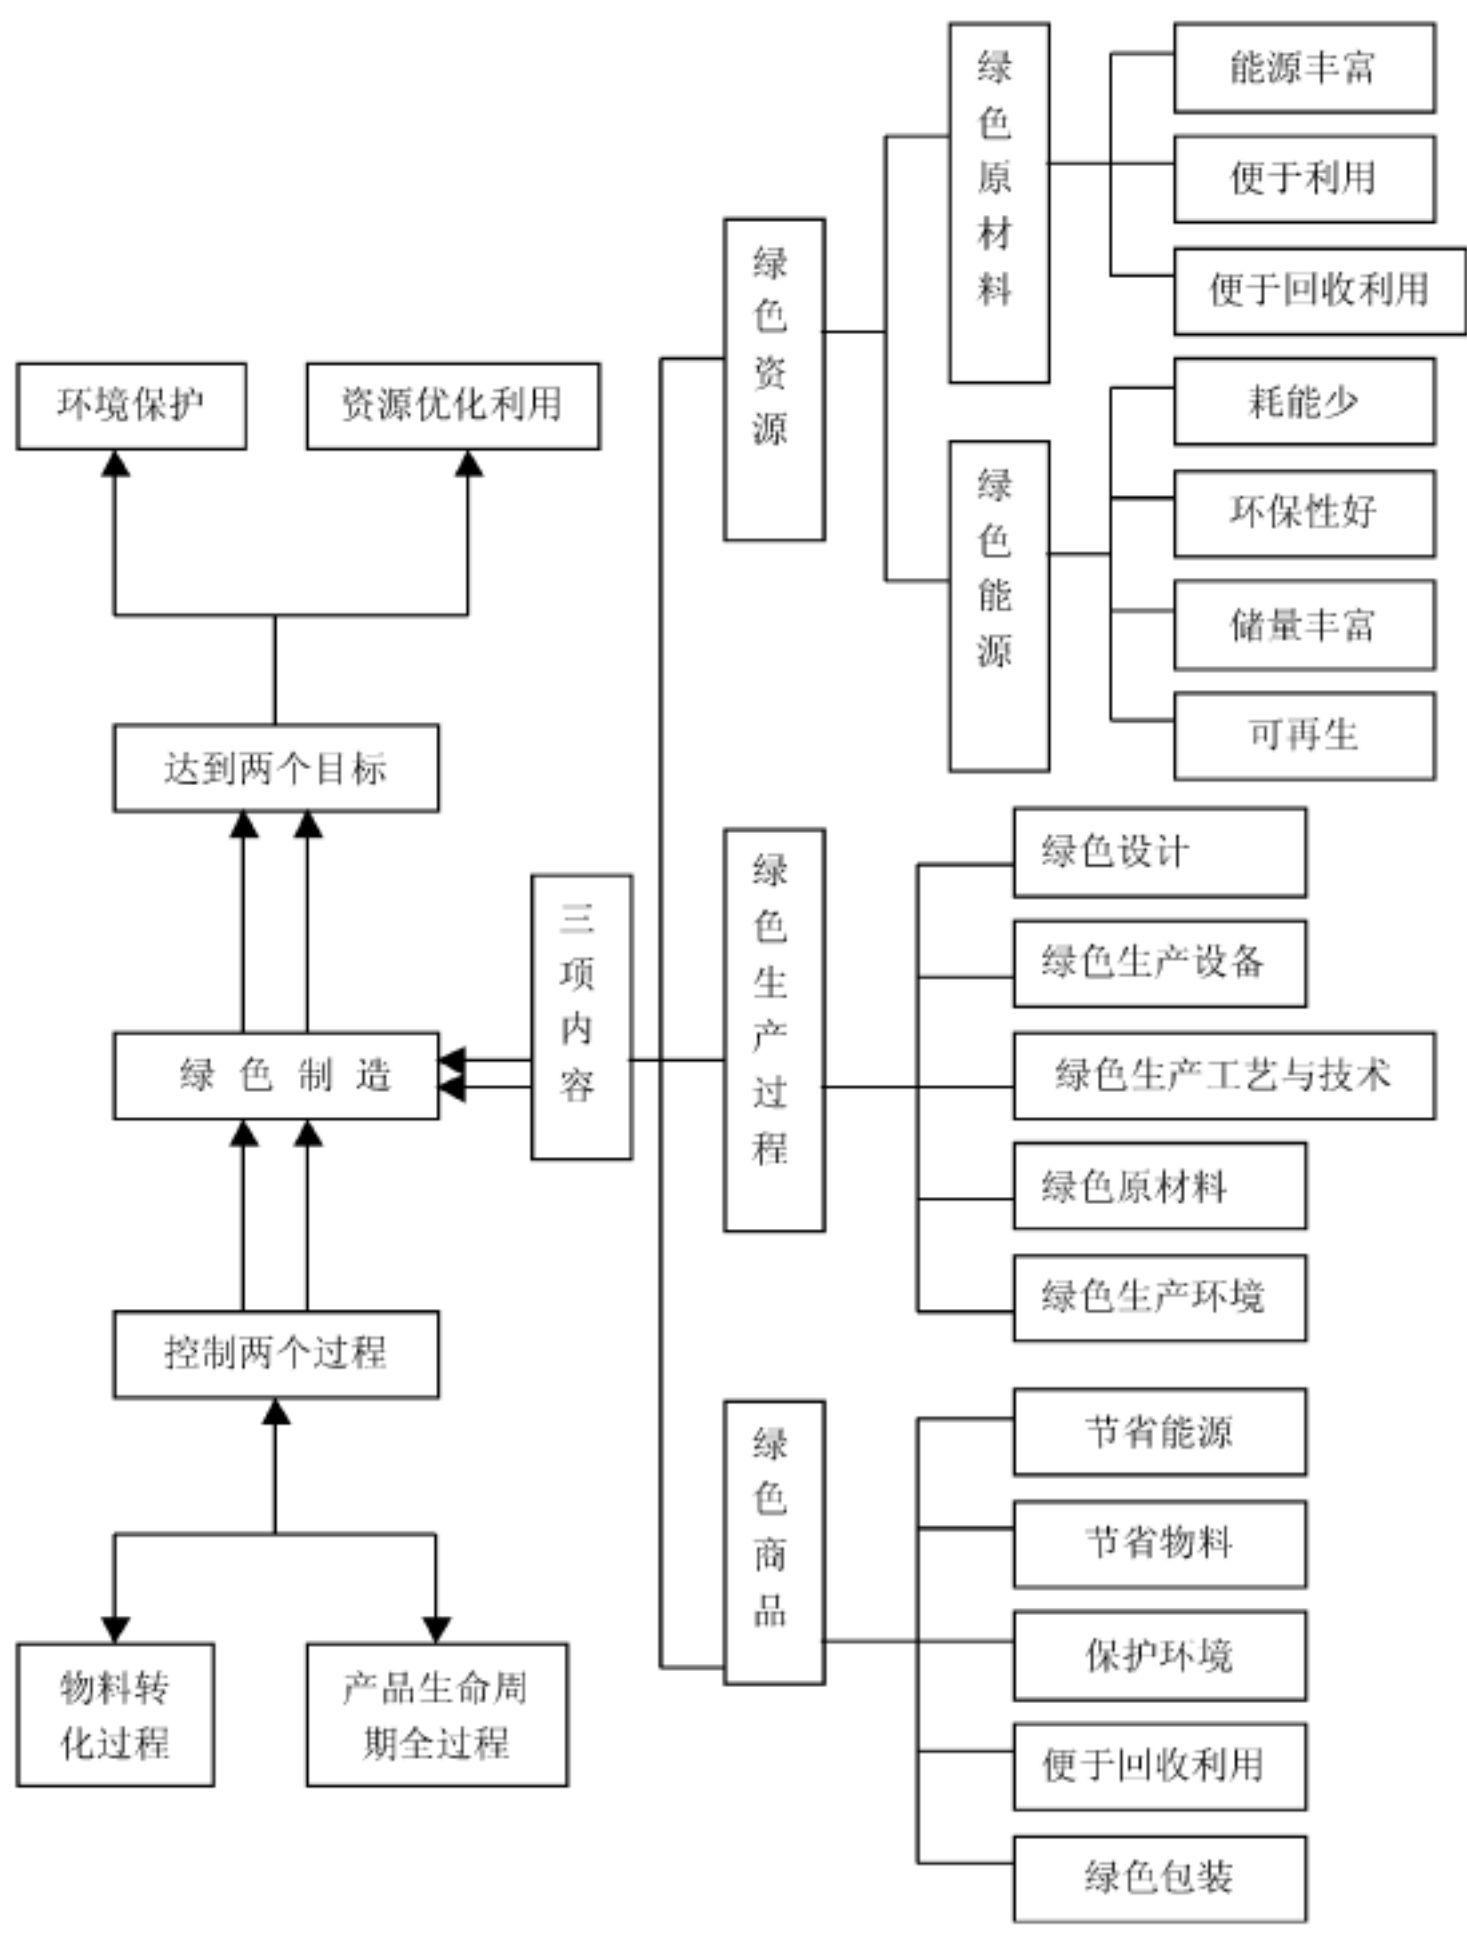 环境保护
资源优化利用
达到两个目标
绿色制造
控制两个过程
物料转
化过程
产品生命周
期全过程
三项内容
绿色资源
绿色原材料
能源丰富
便于利用
便于回收利用
绿色能源
耗能少
环保性好
储量丰富
可再生
绿色生产过程
绿色设计
绿色生产设备
绿色生产工艺与技术
绿色原材料
绿色生产环境
绿色商品
节省能源
节省物料
保护环境
便于回收利用
绿色包装